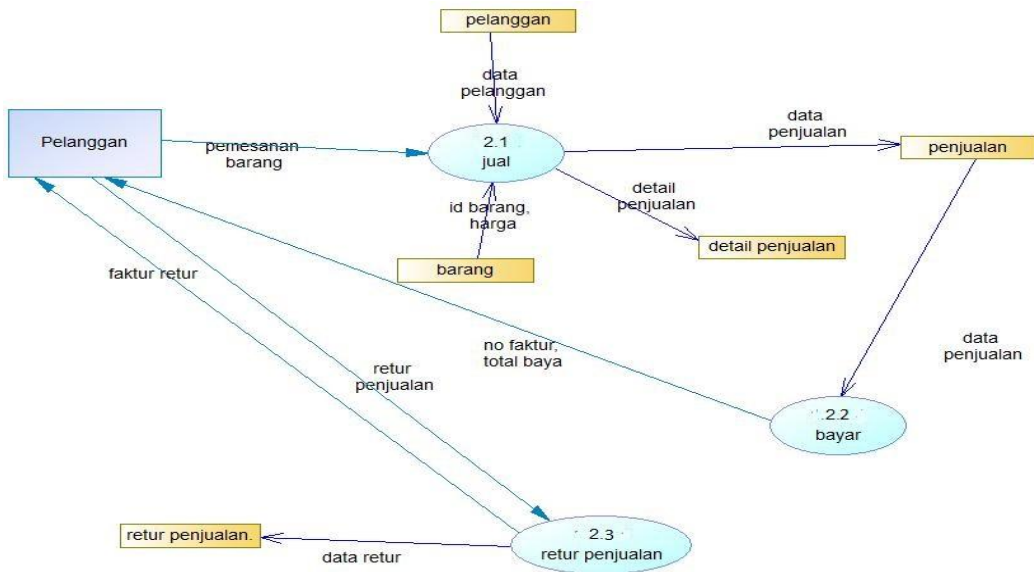 pelanggan
data
pelanggan
Pelanggan
pemesanan
barang
2.1
jual
data
penjualan
penjualan
id barang,
harga
detail
penjualan
detail penjualan
barang
faktur retur
no faktur,
total baya
data
penjualan
retur
penjualan
2.2
bayar
retur penjualan.
data retur
2.3
retur penjualan